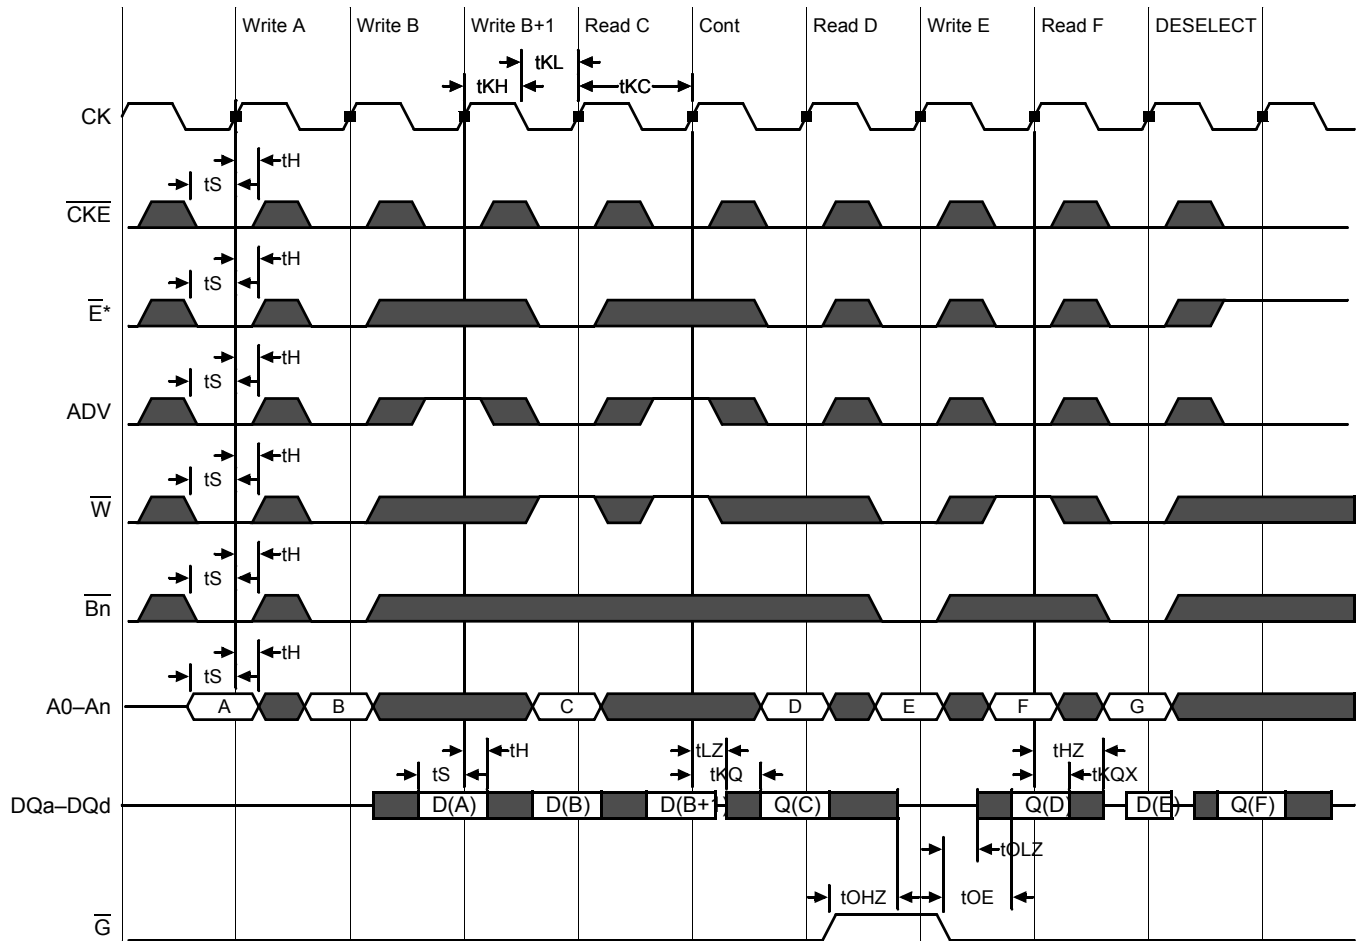 Write A Write B Write B+1 Read C Cont Read D Write E Read F DESELECT
tKL
tKH tKC
CK
tH
tS
CKE
tH
tS
E*
tH
tS
ADV
tH
tS
W
tH
tS
Bn
tH
tS
A0–An A B C D E F G
tH tLZ tHZ
tS tKQ tKQX
DQa–DQd D(A) D(B) D(B+1) Q(C) Q(D) D(E) Q(F)
tOLZ
tOHZ tOE
G